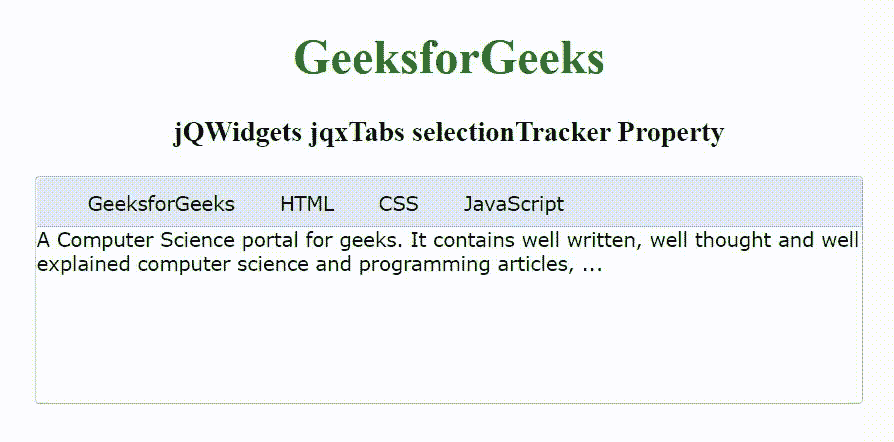 GeeksforGeeks
jQWidgets jqxTabs selectionTracker Property
GeeksforGeeks HTML CSS JavaScript
A Computer Science portal for geeks. It contains well written, well thought and well
explained computer science and programming articles, ...